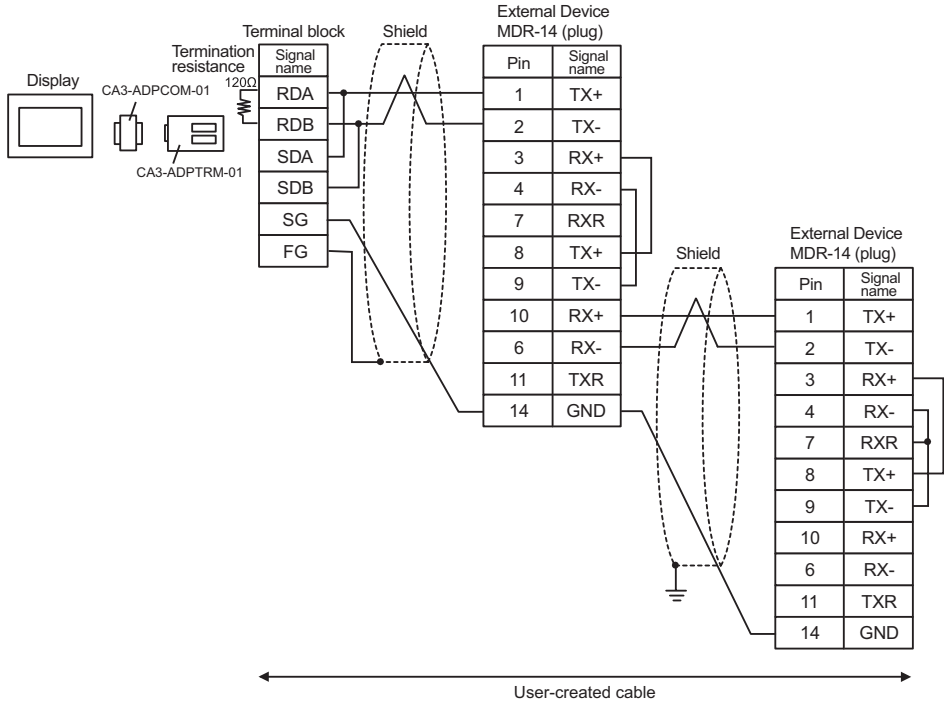 Display
CA3-ADPCOM-01
CA3-ADPTRM-01
Termination
resistance
120Ω
Terminal block
Signal
name
RDA
RDB
SDA
SDB
SG
FG
Shield
External Device
MDR-14 (plug)
Pin Signal
name
1 TX+
2 TX-
3 RX+
4 RX-
7 RXR
8 TX+
9 TX-
10 RX+
6 RX-
11 TXR
14 GND
Shield
External Device
MDR-14 (plug)
Pin Signal
name
1 TX+
2 TX-
3 RX+
4 RX-
7 RXR
8 TX+
9 TX-
10 RX+
6 RX-
11 TXR
14 GND
User-created cable